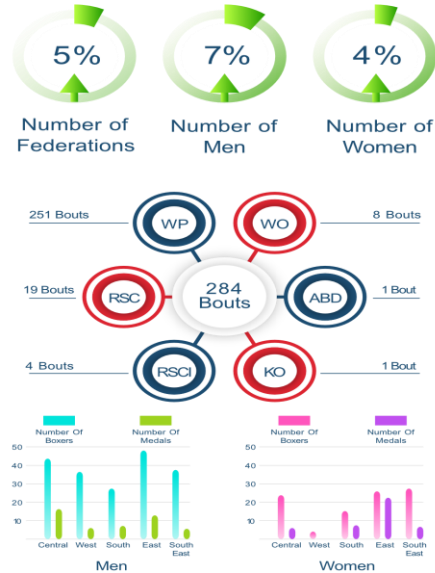 5%
7%
4%
Number of
Federations
Number of
Men
Number of
Women
251 Bouts
WP
WO
8 Bouts
19 Bouts
RSC
284
Bouts
ABD
1 Bout
4 Bouts
RSCI
KO
1 Bout
Number Of
Boxers
Number Of
Medals
50
40
30
20
10
Central
West
South
East
South
East
Men
Number Of
Boxers
Number Of
Medals
50
40
30
20
10
Central
West
South
East
South
East
Women